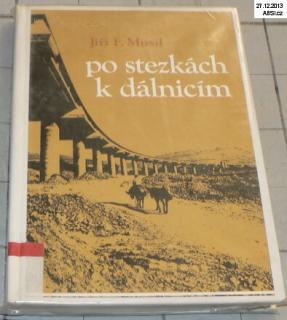 27.12.2013
ABSI.cz
Jiří F. Musil
po stezkách
k dálnicím